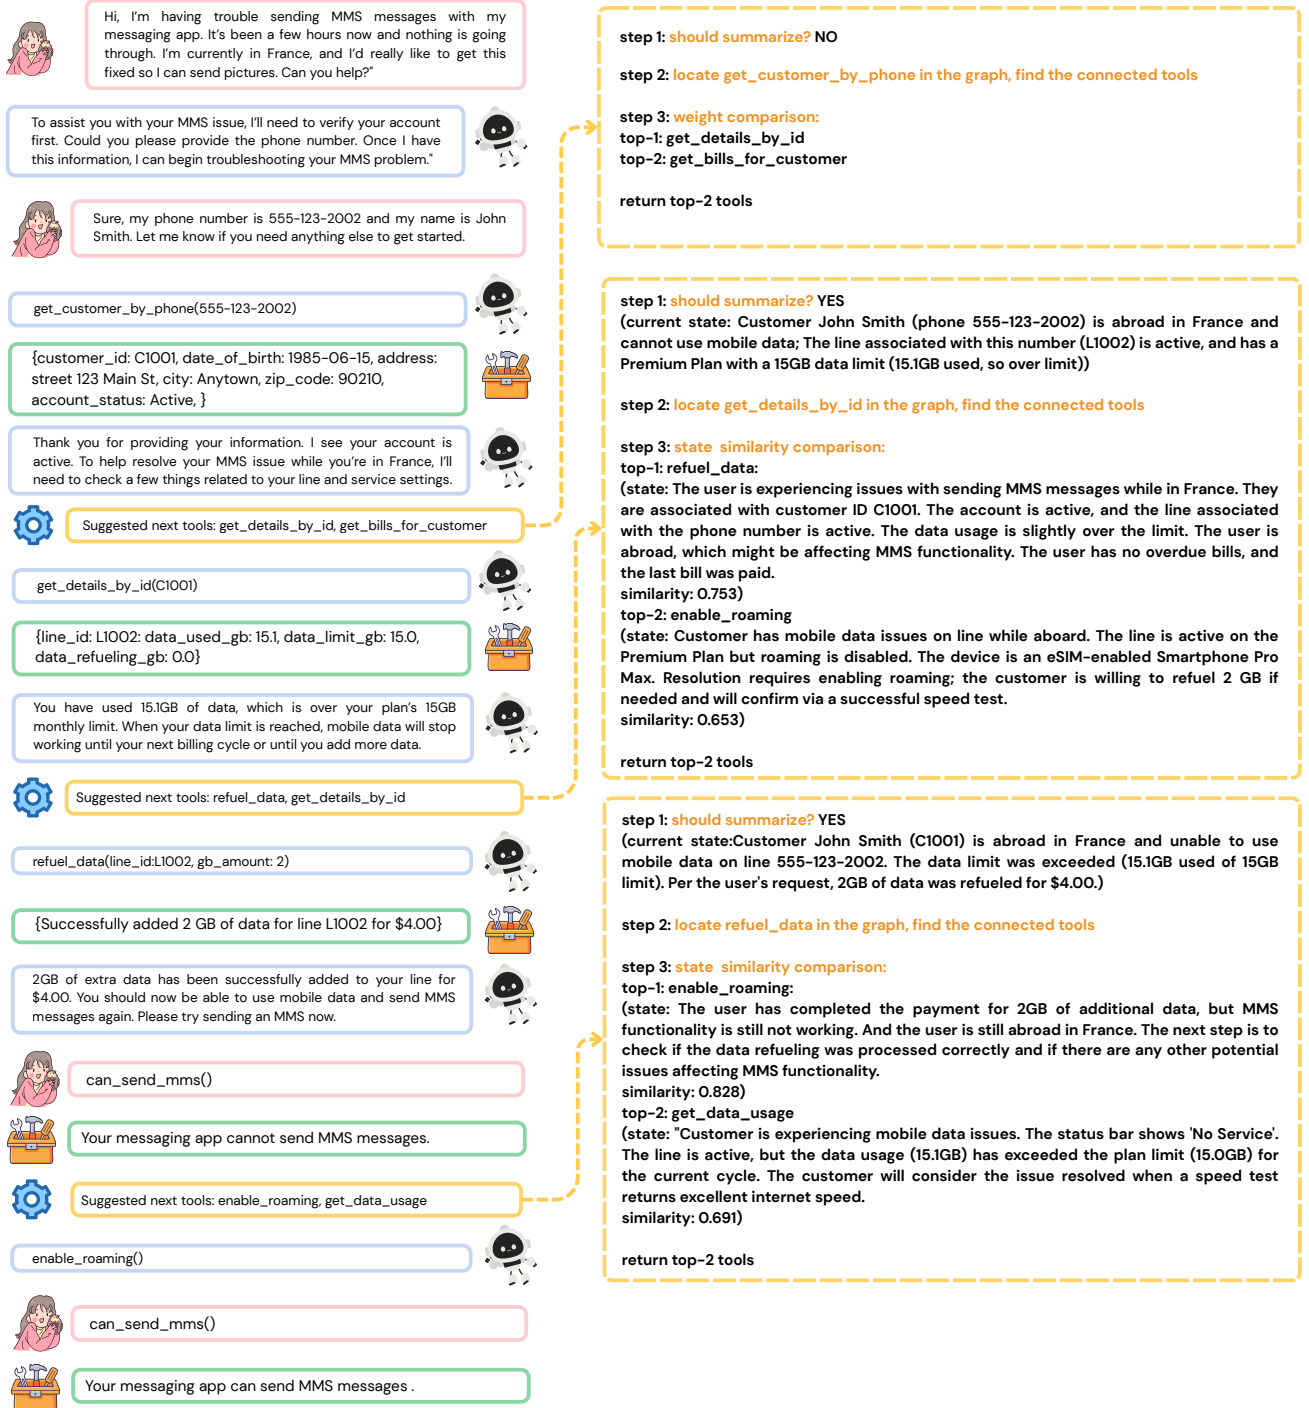 Hi, I'm having trouble sending MMS messages with my
messaging app. It's been a few hours now and nothing is going
through. I'm currently in France, and I'd really like to get this
fixed so I can send pictures. Can you help?"
To assist you with your MMS issue, I'll need to verify your account
first. Could you please provide the phone number. Once I have
this information, I can begin troubleshooting your MMS problem."
Sure, my phone number is 555-123-2002 and my name is John
Smith. Let me know if you need anything else to get started.
get_customer_by_phone(555-123-2002)
{customer_id: C1001, date_of_birth: 1985-06-15, address:
street 123 Main St, city: Anytown, zip_code: 90210,
account_status: Active, }
Thank you for providing your information. I see your account is
active. To help resolve your MMS issue while you're in France, I'll
need to check a few things related to your line and service settings.
Suggested next tools: get_details_by_id, get_bills_for_customer
get_details_by_id(C1001)
{line_id: L1002: data_used_gb: 15.1, data_limit_gb: 15.0,
data_refueling_gb: 0.0}
You have used 15.1GB of data, which is over your plan's 15GB
monthly limit. When your data limit is reached, mobile data will stop
working until your next billing cycle or until you add more data.
Suggested next tools: refuel_data, get_details_by_id
refuel_data(line_id:L1002, gb_amount: 2)
{Successfully added 2 GB of data for line L1002 for $4.00}
2GB of extra data has been successfully added to your line for
$4.00. You should now be able to use mobile data and send MMS
messages again. Please try sending an MMS now.
can_send_mms()
Your messaging app cannot send MMS messages.
Suggested next tools: enable_roaming, get_data_usage
enable_roaming()
can_send_mms()
Your messaging app can send MMS messages .
step 1: should summarize? NO
step 2: locate get_customer_by_phone in the graph, find the connected tools
step 3: weight comparison:
top-1: get_details_by_id
top-2: get_bills_for_customer
return top-2 tools
step 1: should summarize? YES
(current state: Customer John Smith (phone 555-123-2002) is abroad in France and
cannot use mobile data; The line associated with this number (L1002) is active, and has a
Premium Plan with a 15GB data limit (15.1GB used, so over limit))
step 2: locate get_details_by_id in the graph, find the connected tools
step 3: state similarity comparison:
top-1: refuel_data:
(state: The user is experiencing issues with sending MMS messages while in France. They
are associated with customer ID C1001. The account is active, and the line associated
with the phone number is active. The data usage is slightly over the limit. The user is
abroad, which might be affecting MMS functionality. The user has no overdue bills, and
the last bill was paid.
similarity: 0.753)
top-2: enable_roaming
(state: Customer has mobile data issues on line while aboard. The line is active on the
Premium Plan but roaming is disabled. The device is an eSIM-enabled Smartphone Pro
Max. Resolution requires enabling roaming; the customer is willing to refuel 2 GB if
needed and will confirm via a successful speed test.
similarity: 0.653)
return top-2 tools
step 1: should summarize? YES
(current state:Customer John Smith (C1001) is abroad in France and unable to use
mobile data on line 555-123-2002. The data limit was exceeded (15.1GB used of 15GB
limit). Per the user's request, 2GB of data was refueled for $4.00.)
step 2: locate refuel_data in the graph, find the connected tools
step 3: state similarity comparison:
top-1: enable_roaming:
(state: The user has completed the payment for 2GB of additional data, but MMS
functionality is still not working. And the user is still abroad in France. The next step is to
check if the data refueling was processed correctly and if there are any other potential
issues affecting MMS functionality.
similarity: 0.828)
top-2: get_data_usage
(state: "Customer is experiencing mobile data issues. The status bar shows 'No Service'.
The line is active, but the data usage (15.1GB) has exceeded the plan limit (15.0GB) for
the current cycle. The customer will consider the issue resolved when a speed test
returns excellent internet speed.
similarity: 0.691)
return top-2 tools